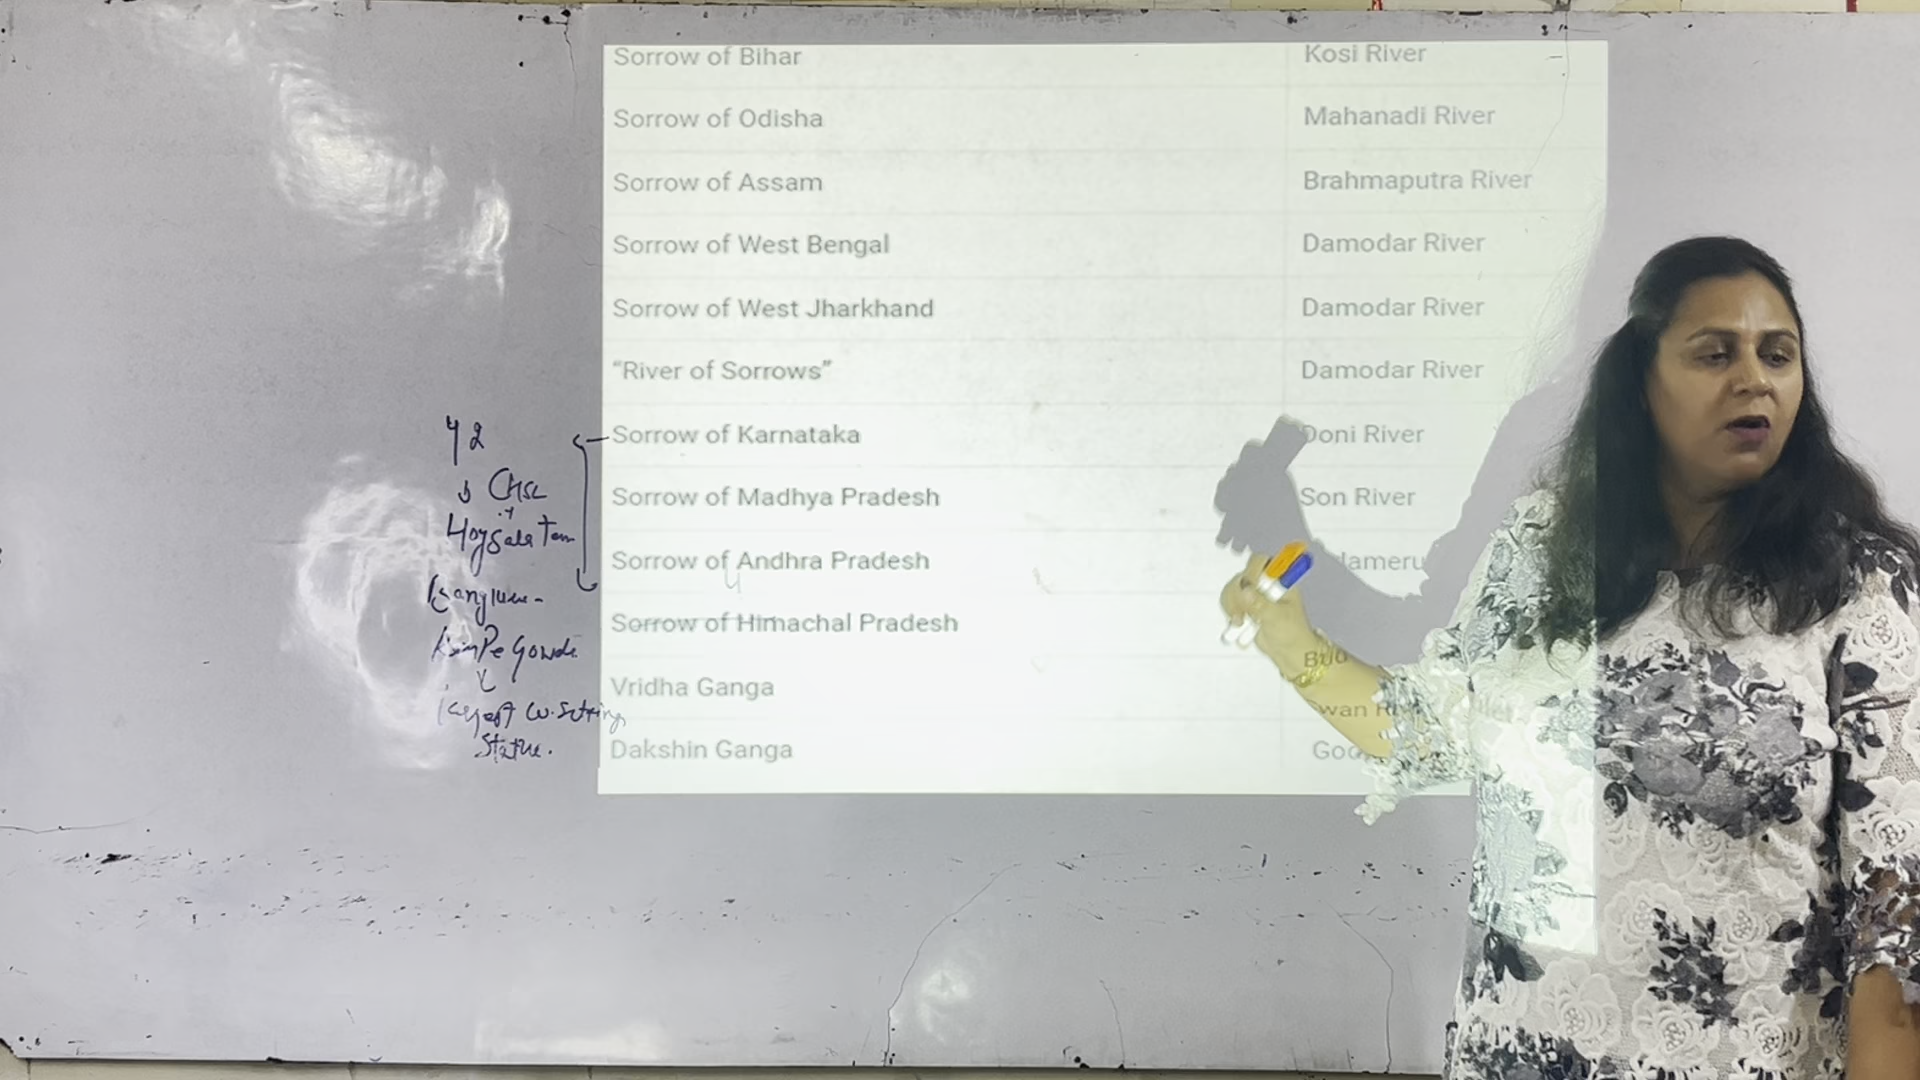 Sorrow of Bihar Kosi River
Sorrow of Odisha Mahanadi River
Sorrow of Assam Brahmaputra River
Sorrow of West Bengal Damodar River
Sorrow of West Jharkhand Damodar River
“River of Sorrows” Damodar River
Sorrow of Karnataka Doni River
Sorrow of Madhya Pradesh Son River
Sorrow of Andhra Pradesh
Sorrow of Himachal Pradesh
Vridha Ganga
Dakshin Ganga
42
Hoysala Tem
Statue.